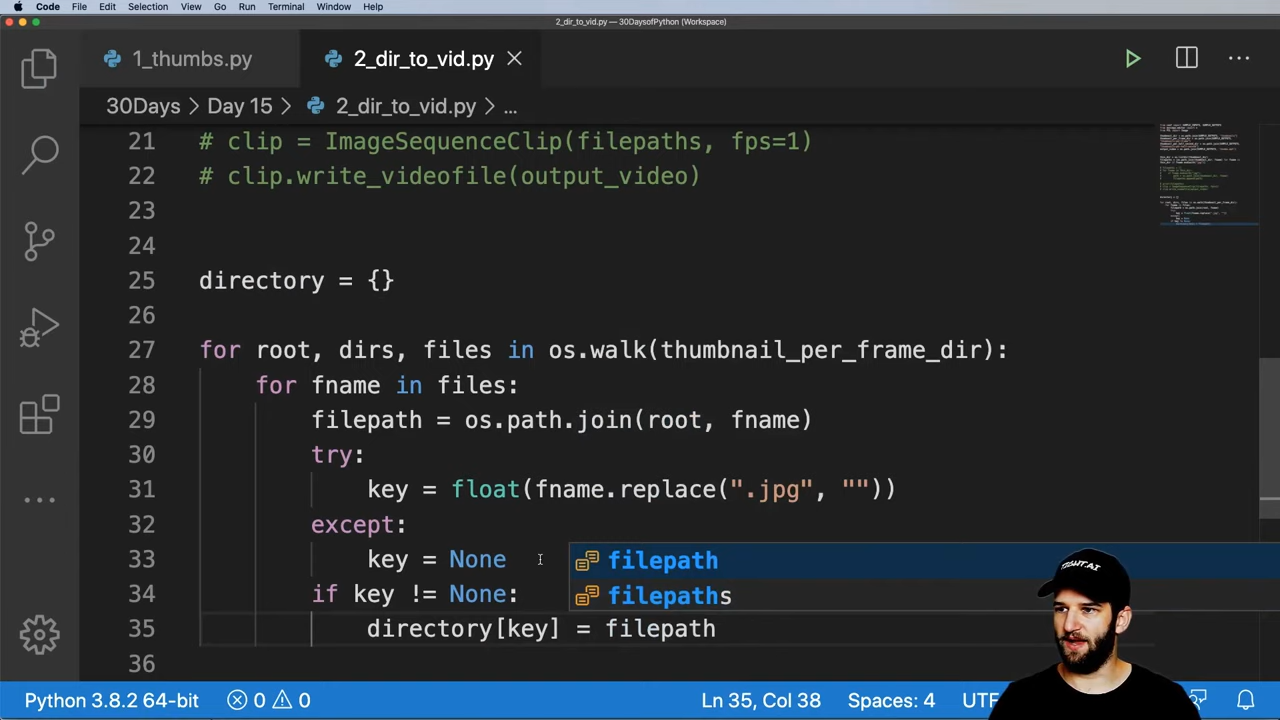 Code File Edit Selection View Go Run Terminal Window Help
2_dir_to_vid.py — 30DaysofPython (Workspace)
1_thumbs.py 2_dir_to_vid.py
30Days > Day 15 > 2_dir_to_vid.py > ...
21 # clip = ImageSequenceClip(filepaths, fps=1)
22 # clip.write_videofile(output_video)
23
24
25 directory = {}
26
27 for root, dirs, files in os.walk(thumbnail_per_frame_dir):
28 for fname in files:
29 filepath = os.path.join(root, fname)
30 try:
31 key = float(fname.replace(".jpg", ""))
32 except:
33 key = None
filepath
34 if key != None:
filepaths
35 directory[key] = filepath
36
TIGHT.AI
Python 3.8.2 64-bit 0 0 Ln 35, Col 38 Spaces: 4 UTF